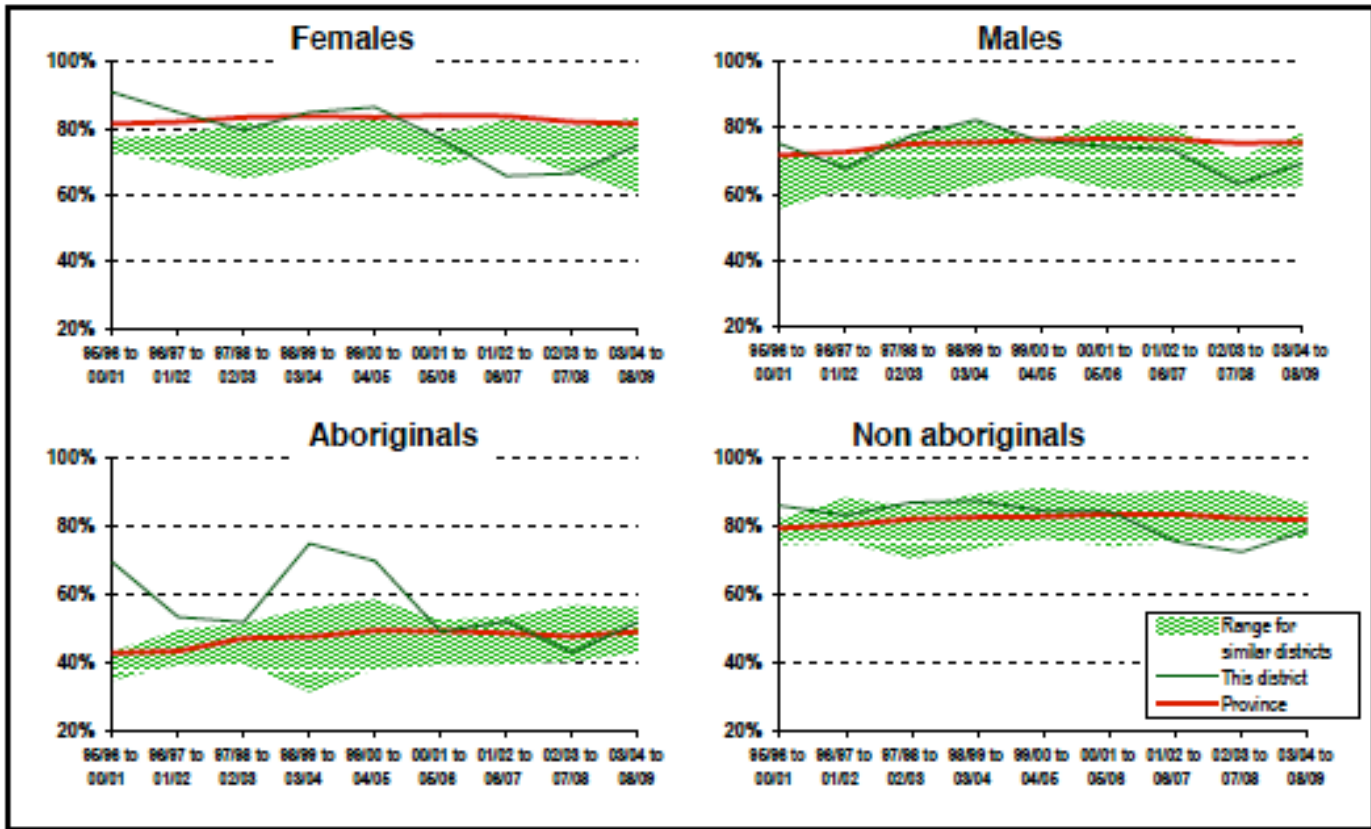 Females
100%
80%
60%
40%
20%
95/96 to 96/97 to 97/98 to 98/99 to 99/00 to 00/01 to 01/02 to 02/03 to 03/04 to
00/01 01/02 02/03 03/04 04/05 05/06 06/07 07/08 08/09
Males
100%
80%
60%
40%
20%
95/96 to 96/97 to 97/98 to 98/99 to 99/00 to 00/01 to 01/02 to 02/03 to 03/04 to
00/01 01/02 02/03 03/04 04/05 05/06 06/07 07/08 08/09
Aboriginals
100%
80%
60%
40%
20%
95/96 to 96/97 to 97/98 to 98/99 to 99/00 to 00/01 to 01/02 to 02/03 to 03/04 to
00/01 01/02 02/03 03/04 04/05 05/06 06/07 07/08 08/09
Non aboriginals
100%
80%
60%
40%
20%
95/96 to 96/97 to 97/98 to 98/99 to 99/00 to 00/01 to 01/02 to 02/03 to 03/04 to
00/01 01/02 02/03 03/04 04/05 05/06 06/07 07/08 08/09
Range for
similar districts
This district
Province